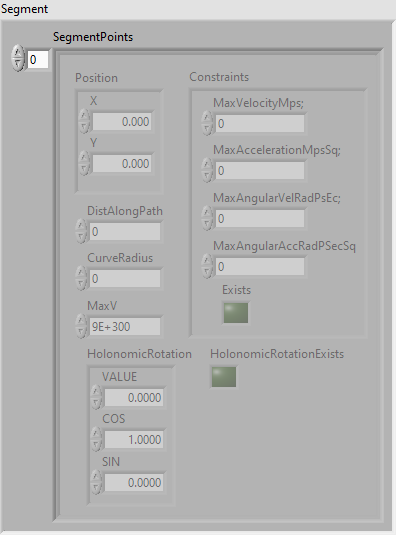 Segment
SegmentPoints
0
Position
X
0.000
Y
0.000
DistAlongPath
0
CurveRadius
0
MaxV
9E+300
Constraints
MaxVelocityMps;
0
MaxAccelerationMpsSq;
0
MaxAngularVelRadPsEc;
0
MaxAngularAccRadPSecSq
0
Exists
HolonomicRotation
VALUE
0.0000
COS
1.0000
SIN
0.0000
HolonomicRotationExists